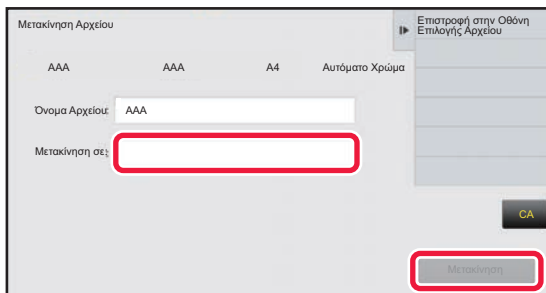 Μετακίνηση Αρχείου
Επιστροφή στην Οθόνη
Επιλογής Αρχείου
AAA AAA A4 Αυτόματο Χρώμα
Όνομα Αρχείου: AAA
Μετακίνηση σε:
CA
Μετακίνηση